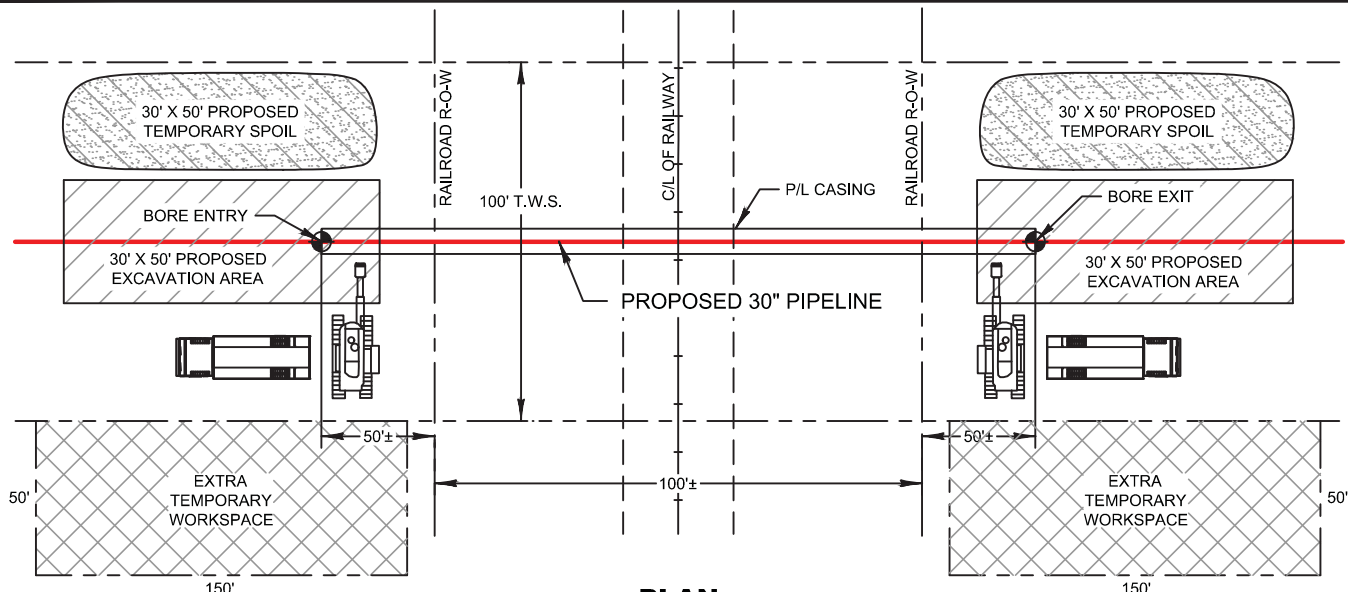 30' X 50' PROPOSED
TEMPORARY SPOIL
RAILROAD R-O-W
C/L OF RAILWAY
RAILROAD R-O-W
30' X 50' PROPOSED
TEMPORARY SPOIL
100' T.W.S.
P/L CASING
BORE ENTRY
BORE EXIT
30' X 50' PROPOSED
EXCAVATION AREA
30' X 50' PROPOSED
EXCAVATION AREA
PROPOSED 30" PIPELINE
50'±
50'±
100'±
50'
EXTRA
TEMPORARY
WORKSPACE
EXTRA
TEMPORARY
WORKSPACE
50'
150'
PLAN
150'